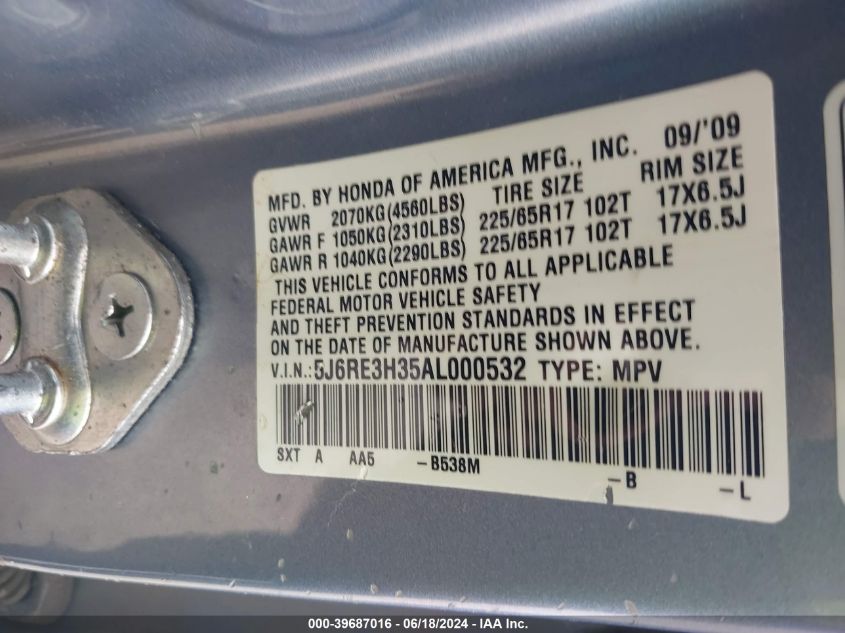 MFD. BY HONDA OF AMERICA MFG., INC. 09/'09
GVWR 2070KG(4560LBS) TIRE SIZE RIM SIZE
GAWR F 1050KG(2310LBS) 225/65R17 102T 17X6.5J
GAWR R 1040KG(2290LBS) 225/65R17 102T 17X6.5J
THIS VEHICLE CONFORMS TO ALL APPLICABLE
FEDERAL MOTOR VEHICLE SAFETY
AND THEFT PREVENTION STANDARDS IN EFFECT
ON THE DATE OF MANUFACTURE SHOWN ABOVE.
V.I.N.:5J6RE3H35AL000532 TYPE: MPV
SXT A AA5 -B538M -B -L
000-39687016 - 06/18/2024 - IAAI.com